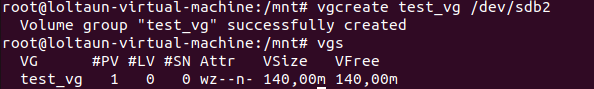 root@loltaun-virtual-machine:/mnt# vgcreate test_vg /dev/sdb2
  Volume group "test_vg" successfully created
root@loltaun-virtual-machine:/mnt# vgs
  VG      #PV #LV #SN Attr   VSize   VFree
  test_vg   1   0   0 wz--n- 140,00m 140,00m